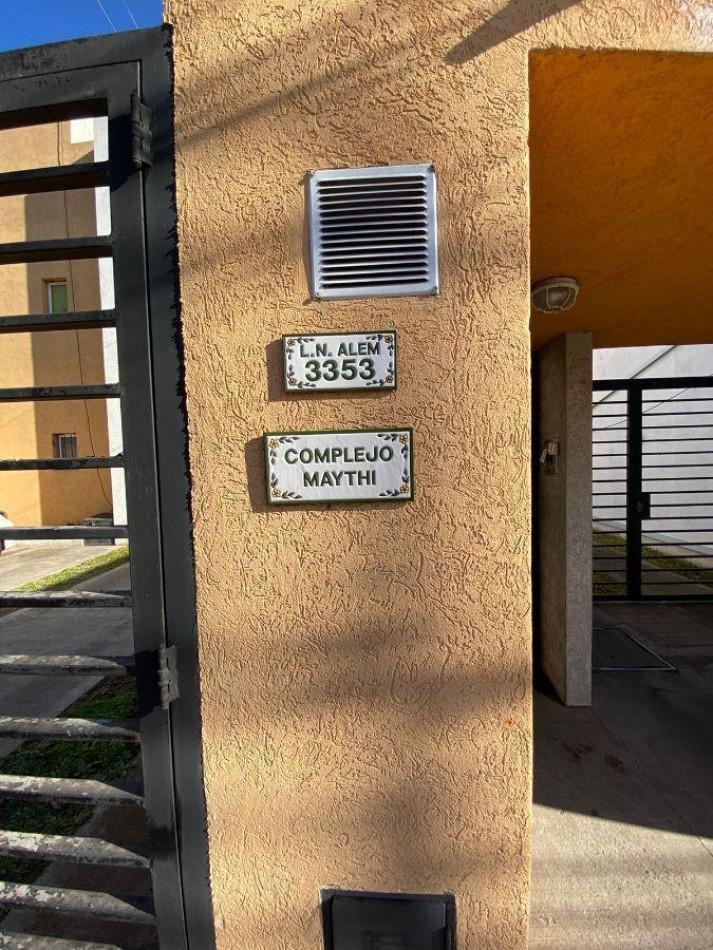 L.N. ALEM
3353
COMPLEJO
MAYTHI